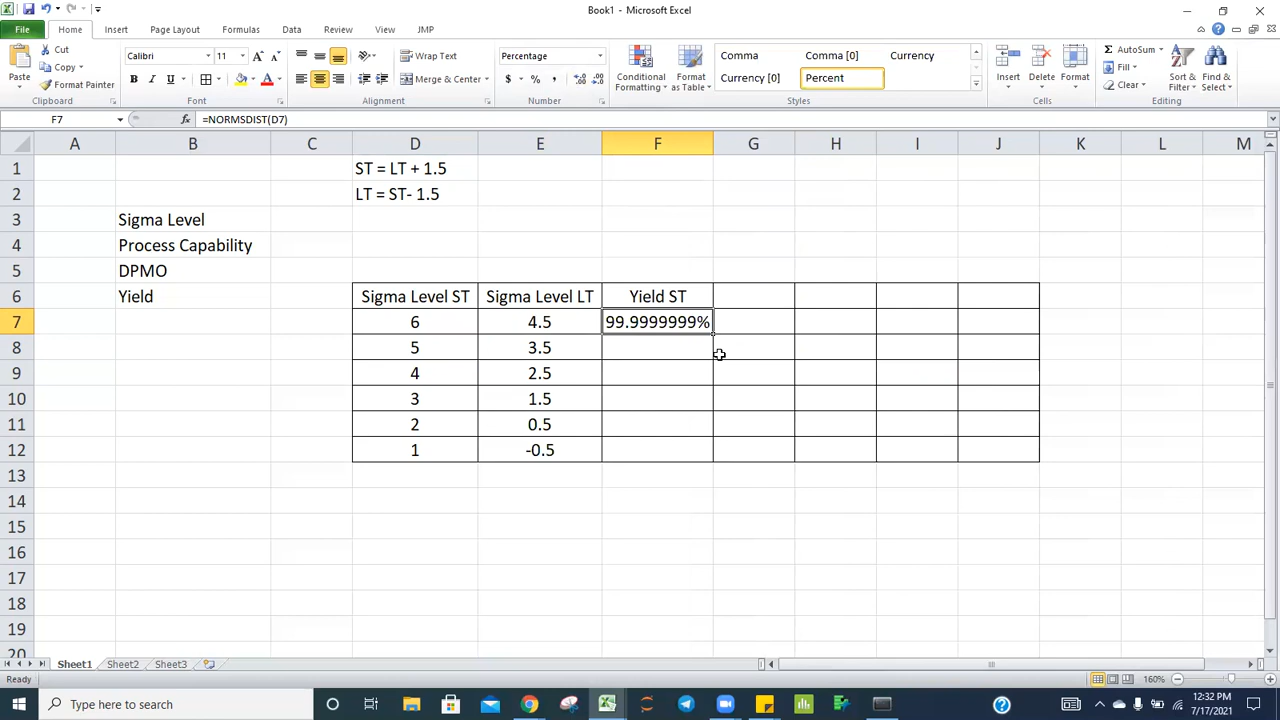 Book1 - Microsoft Excel
File Home Insert Page Layout Formulas Data Review View JMP
Paste
Cut
Copy
Format Painter
Clipboard
Calibri 11
B I U
Font
Wrap Text
Merge & Center
Alignment
Percentage
$ % ,
Number
Conditional Formatting
Format as Table
Comma Comma [0] Currency
Currency [0] Percent
Styles
Insert Delete Format
Cells
AutoSum
Fill
Clear
Sort & Filter
Find & Select
Editing
F7 fx =NORMSDIST(D7)
A B C D E F G H I J K L M
1 ST = LT + 1.5
2 LT = ST- 1.5
3 Sigma Level
4 Process Capability
5 DPMO
6 Yield Sigma Level ST Sigma Level LT Yield ST
7 6 4.5 99.9999999%
8 5 3.5
9 4 2.5
10 3 1.5
11 2 0.5
12 1 -0.5
13
14
15
16
17
18
19
20
Sheet1 Sheet2 Sheet3
Ready 160%
Type here to search
12:32 PM
7/17/2021